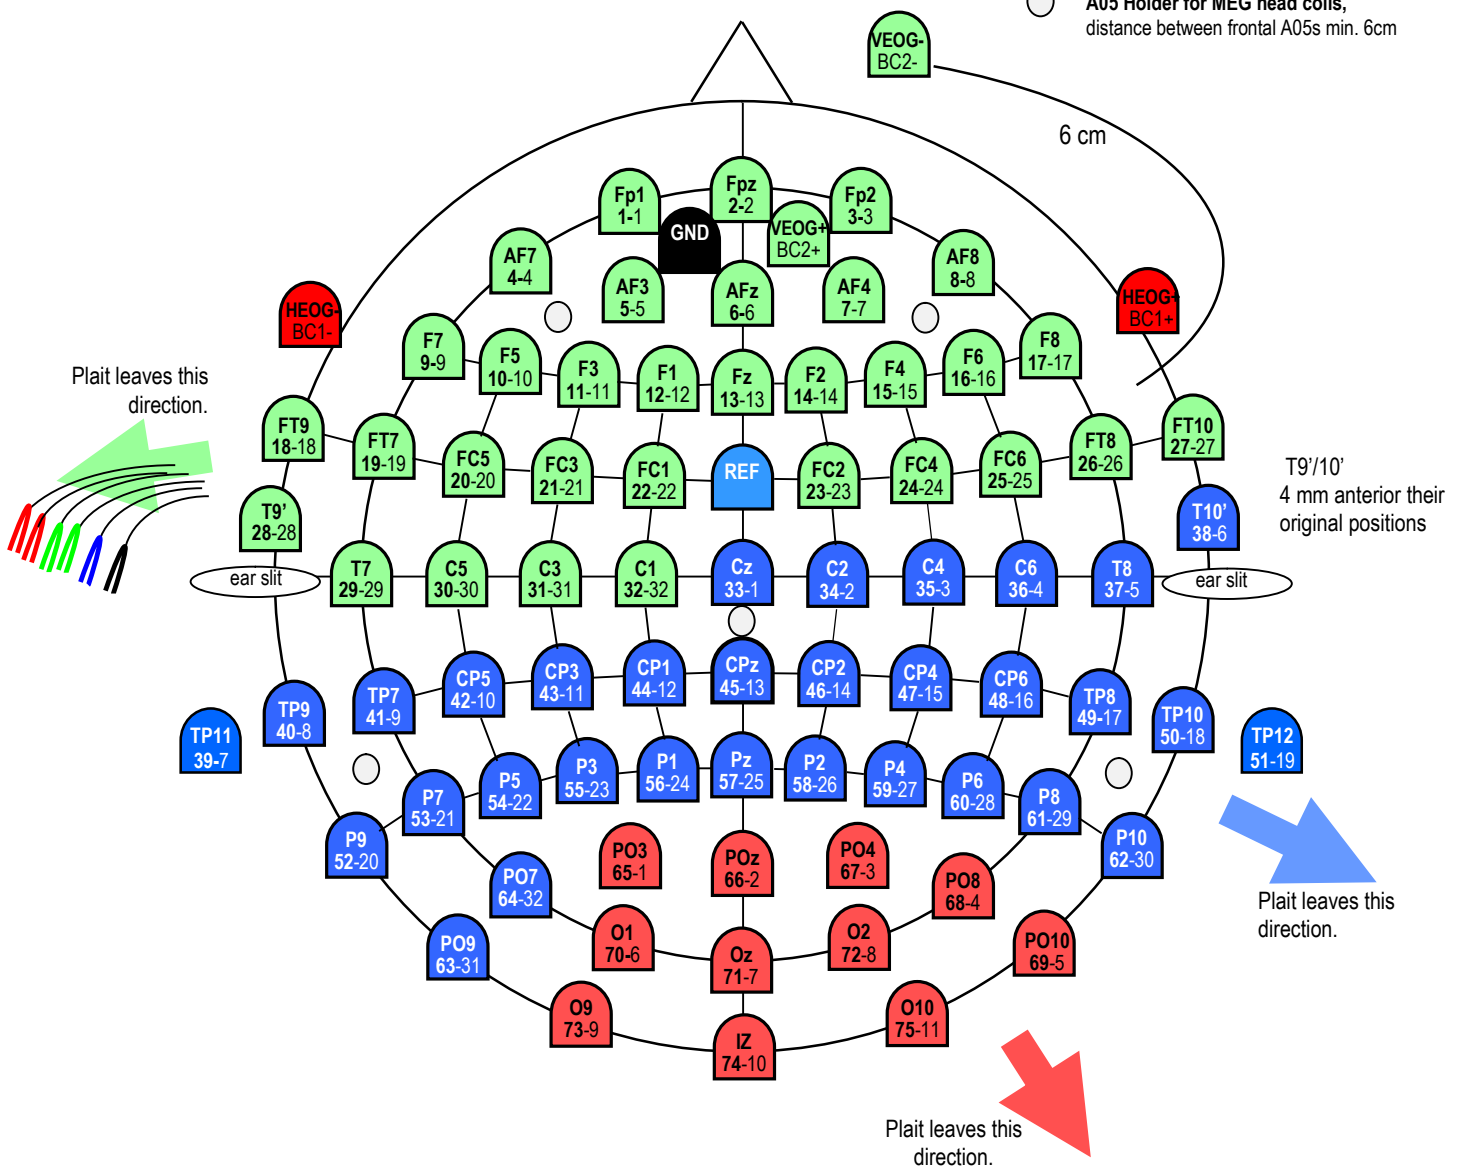 A05 Holder for MEG head coils,
distance between frontal A05s min. 6cm
VEOG-
BC2-
6 cm
Fp1
1-1
Fpz
2-2
Fp2
3-3
GND
VEOG+
BC2+
AF7
4-4
AF3
5-5
AFz
6-6
AF4
7-7
AF8
8-8
HEOG-
BC1-
HEOG+
BC1+
F7
9-9
F5
10-10
F3
11-11
F1
12-12
Fz
13-13
F2
14-14
F4
15-15
F6
16-16
F8
17-17
Plait leaves this
direction.
FT9
18-18
FT7
19-19
FC5
20-20
FC3
21-21
FC1
22-22
REF
FC2
23-23
FC4
24-24
FC6
25-25
FT8
26-26
FT10
27-27
T9’/10’
4 mm anterior their
original positions
T9’
28-28
T10’
38-6
ear slit
T7
29-29
C5
30-30
C3
31-31
C1
32-32
Cz
33-1
C2
34-2
C4
35-3
C6
36-4
T8
37-5
ear slit
TP11
39-7
TP9
40-8
TP7
41-9
CP5
42-10
CP3
43-11
CP1
44-12
CPz
45-13
CP2
46-14
CP4
47-15
CP6
48-16
TP8
49-17
TP10
50-18
TP12
51-19
P9
52-20
P7
53-21
P5
54-22
P3
55-23
P1
56-24
Pz
57-25
P2
58-26
P4
59-27
P6
60-28
P8
61-29
P10
62-30
PO9
63-31
PO7
64-32
PO3
65-1
POz
66-2
PO4
67-3
PO8
68-4
PO10
69-5
Plait leaves this
direction.
O1
70-6
Oz
71-7
O2
72-8
O9
73-9
IZ
74-10
O10
75-11
Plait leaves this
direction.